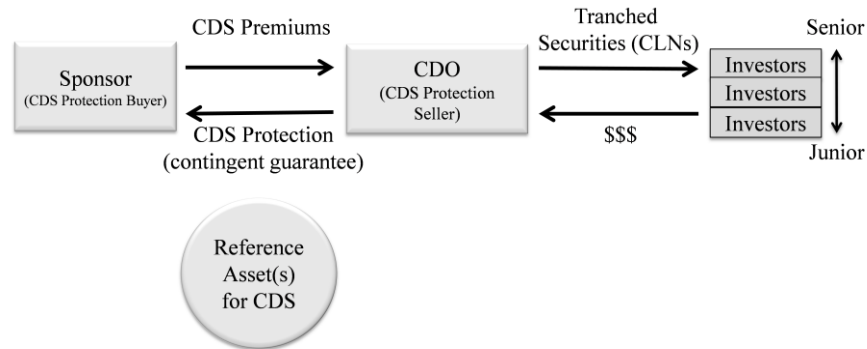 CDS Premiums
Tranched
Securities (CLNs)
Senior
Sponsor
(CDS Protection Buyer)
CDO
(CDS Protection
Seller)
Investors
Investors
Investors
CDS Protection
(contingent guarantee)
$$$
Junior
Reference
Asset(s)
for CDS